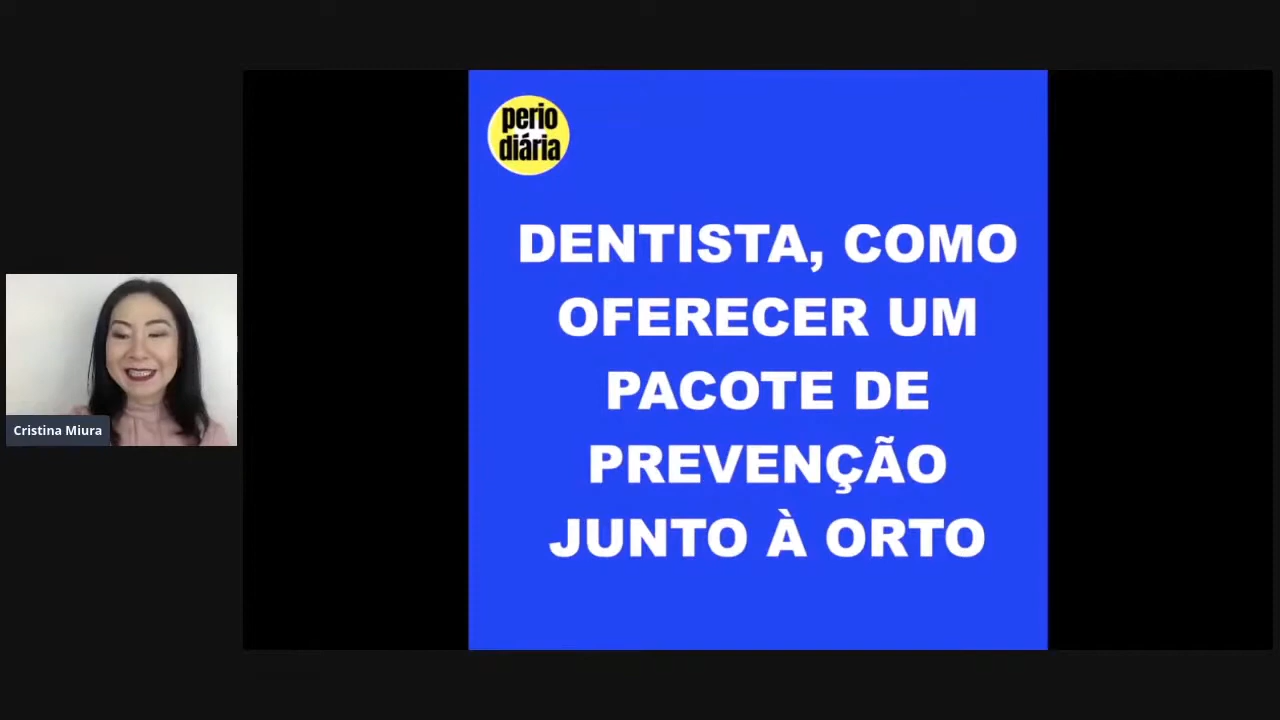 perio
diária
DENTISTA, COMO
OFERECER UM
PACOTE DE
PREVENÇÃO
JUNTO À ORTO
Cristina Miura